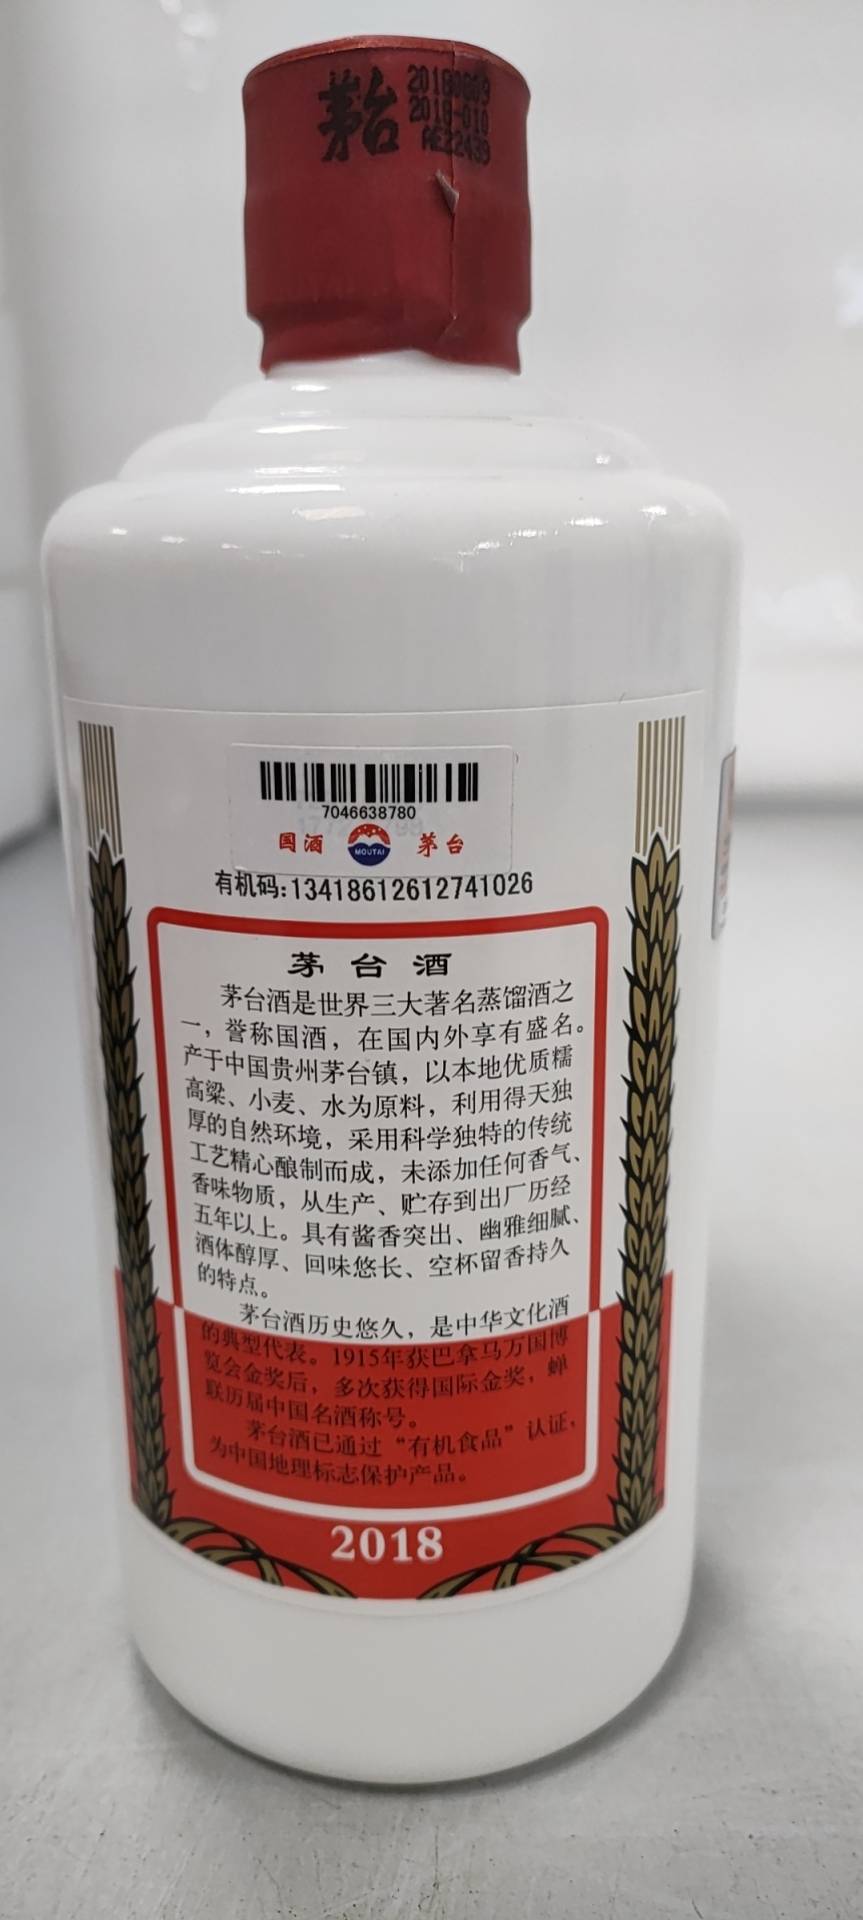 茅台
20180809
2018-010
7046638780
国酒
MOUTAI
茅台
有机码:13418612612741026
茅台酒
茅台酒是世界三大著名蒸馏酒之
一，誉称国酒，在国内外享有盛名。
产于中国贵州茅台镇，以本地优质糯
高粱、小麦、水为原料，利用得天独
厚的自然环境，采用科学独特的传统
工艺精心酿制而成，未添加任何香气、
香味物质，从生产、贮存到出厂历经
五年以上。具有酱香突出、幽雅细腻、
酒体醇厚、回味悠长、空杯留香持久
的特点。
茅台酒历史悠久，是中华文化酒
的典型代表。1915年获巴拿马万国博
览会金奖后，多次获得国际金奖，蝉
联历届中国名酒称号。
茅台酒已通过“有机食品”认证，
为中国地理标志保护产品。
2018